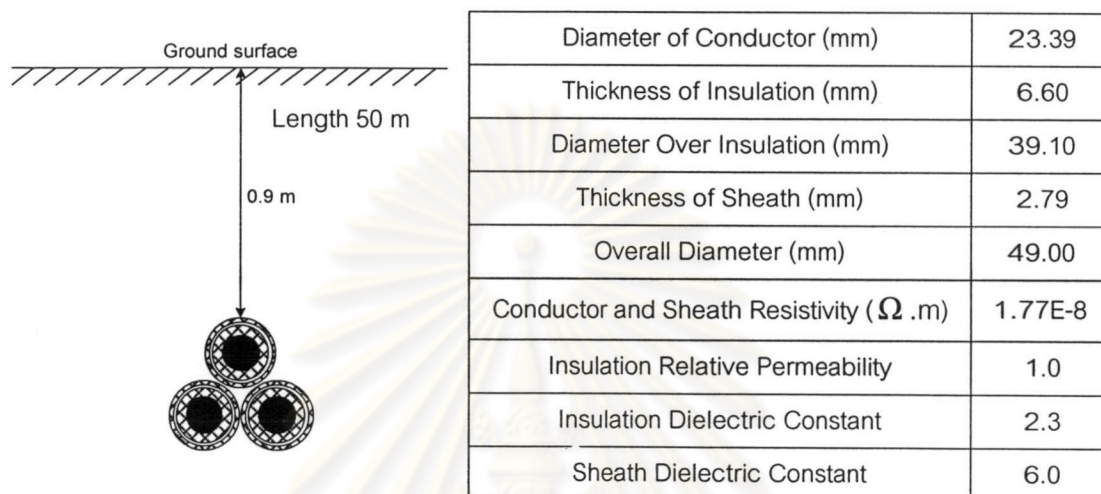 Ground surface
Length 50 m
0.9 m
Diameter of Conductor (mm) 23.39
Thickness of Insulation (mm) 6.60
Diameter Over Insulation (mm) 39.10
Thickness of Sheath (mm) 2.79
Overall Diameter (mm) 49.00
Conductor and Sheath Resistivity (Ω .m) 1.77E-8
Insulation Relative Permeability 1.0
Insulation Dielectric Constant 2.3
Sheath Dielectric Constant 6.0